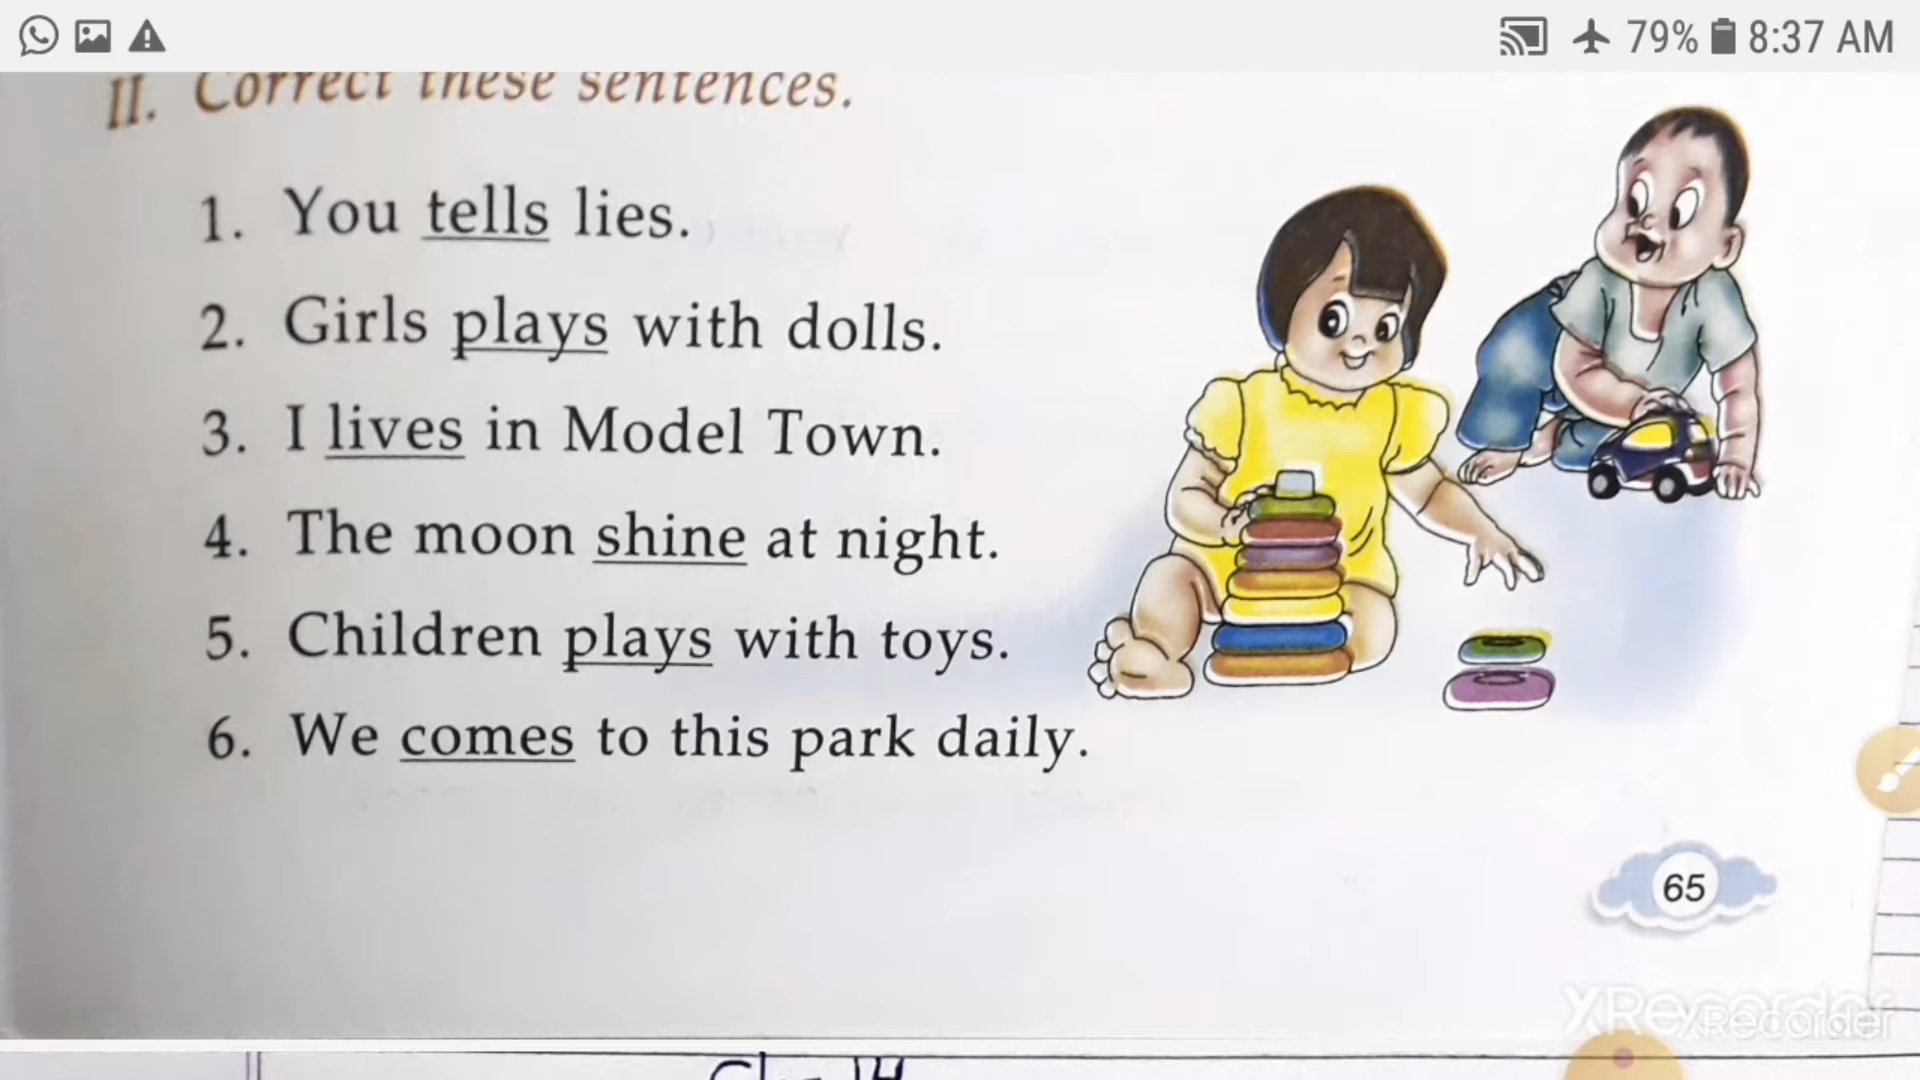 79% 8:37 AM
II. Correct these sentences.
1. You tells lies.
2. Girls plays with dolls.
3. I lives in Model Town.
4. The moon shine at night.
5. Children plays with toys.
6. We comes to this park daily.
65
XRecorder